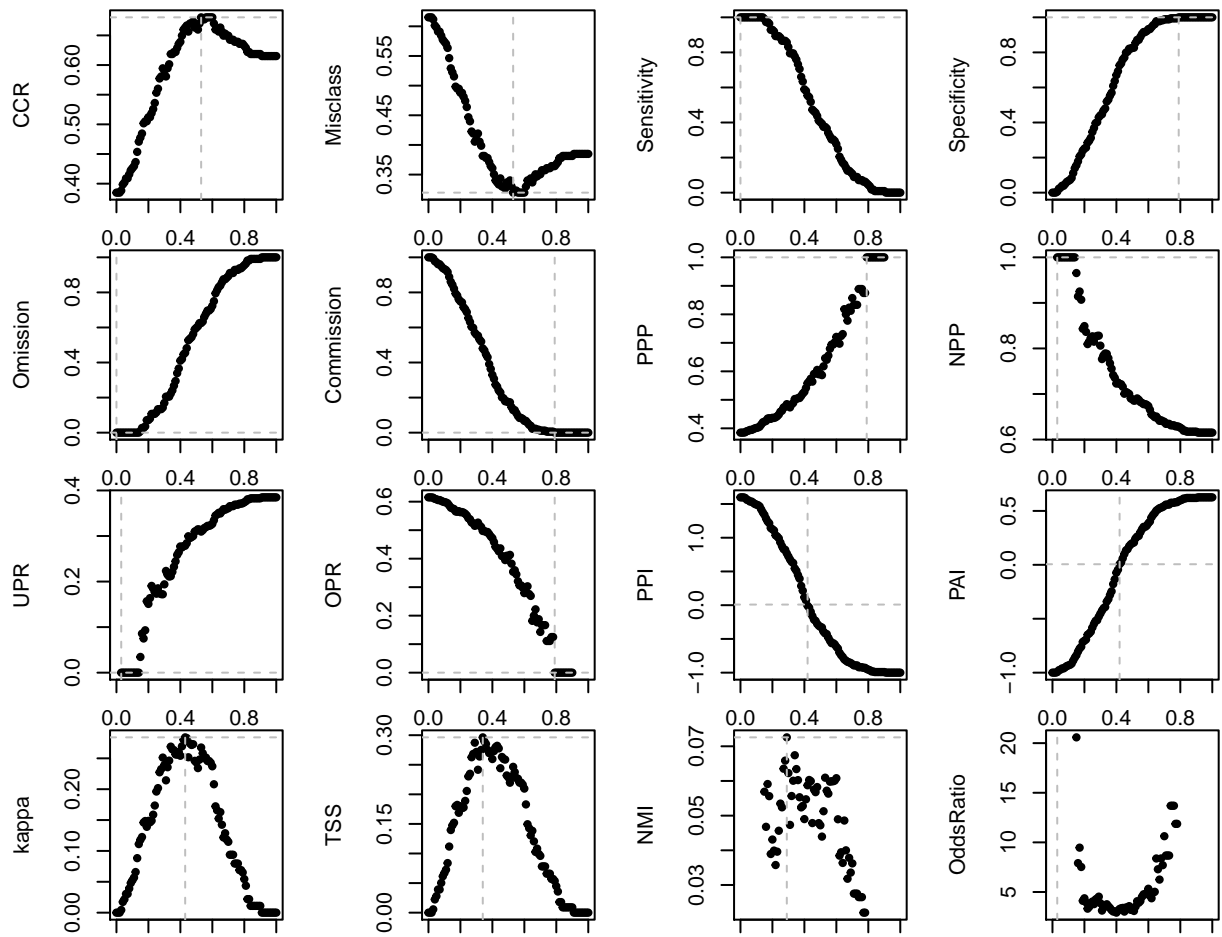 CCR
0.40 0.50 0.60
Misclass
0.35 0.45 0.55
Sensitivity
0.0 0.4 0.8
Specificity
0.0 0.4 0.8
0.0 0.4 0.8
0.0 0.4 0.8
0.0 0.4 0.8
0.0 0.4 0.8
Omission
0.0 0.4 0.8
Commission
0.0 0.4 0.8
PPP
0.4 0.6 0.8 1.0
NPP
0.6 0.8 1.0
0.0 0.4 0.8
0.0 0.4 0.8
0.0 0.4 0.8
0.0 0.4 0.8
UPR
0.0 0.2 0.4
OPR
0.0 0.2 0.4 0.6
PPI
−1.0 0.0 1.0
PAI
−1.0 0.0 0.5
0.0 0.4 0.8
0.0 0.4 0.8
0.0 0.4 0.8
0.0 0.4 0.8
kappa
0.00 0.10 0.20
TSS
0.00 0.15 0.30
NMI
0.03 0.05 0.07
OddsRatio
5 10 15 20